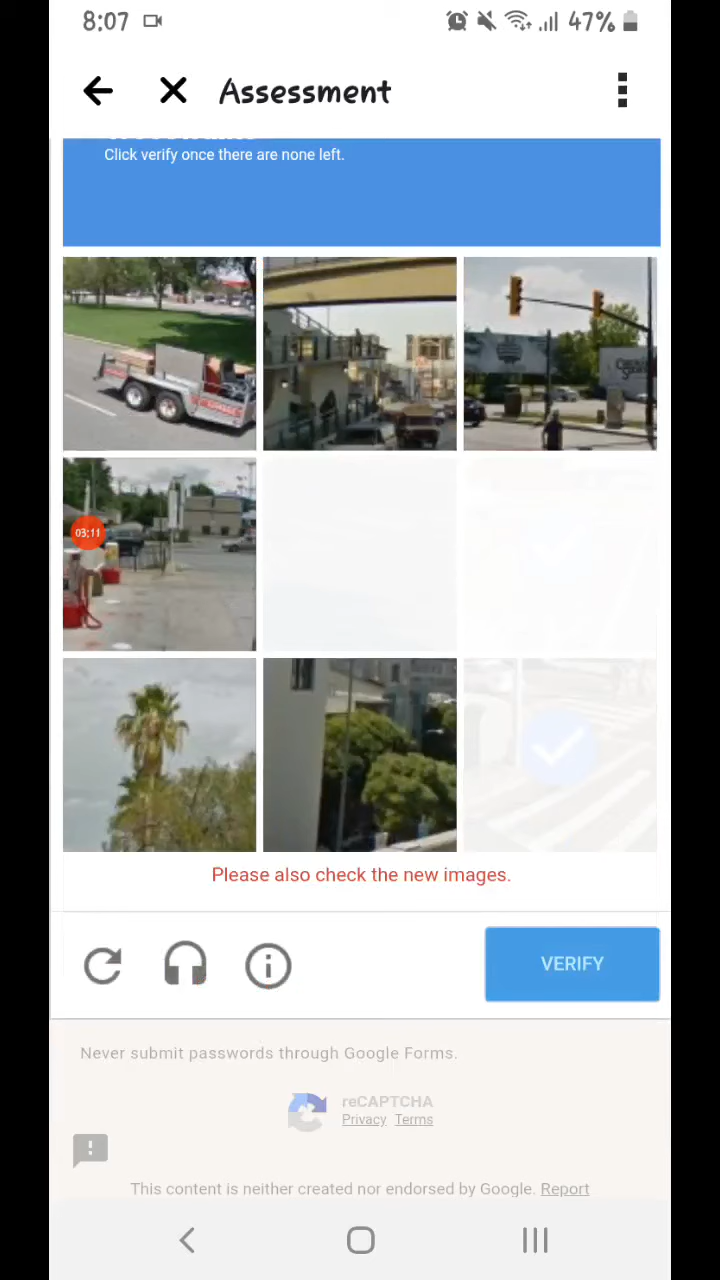 8:07 47%
Assessment
Click verify once there are none left.
03:11
Please also check the new images.
VERIFY
Never submit passwords through Google Forms.
reCAPTCHA
Privacy Terms
This content is neither created nor endorsed by Google. Report